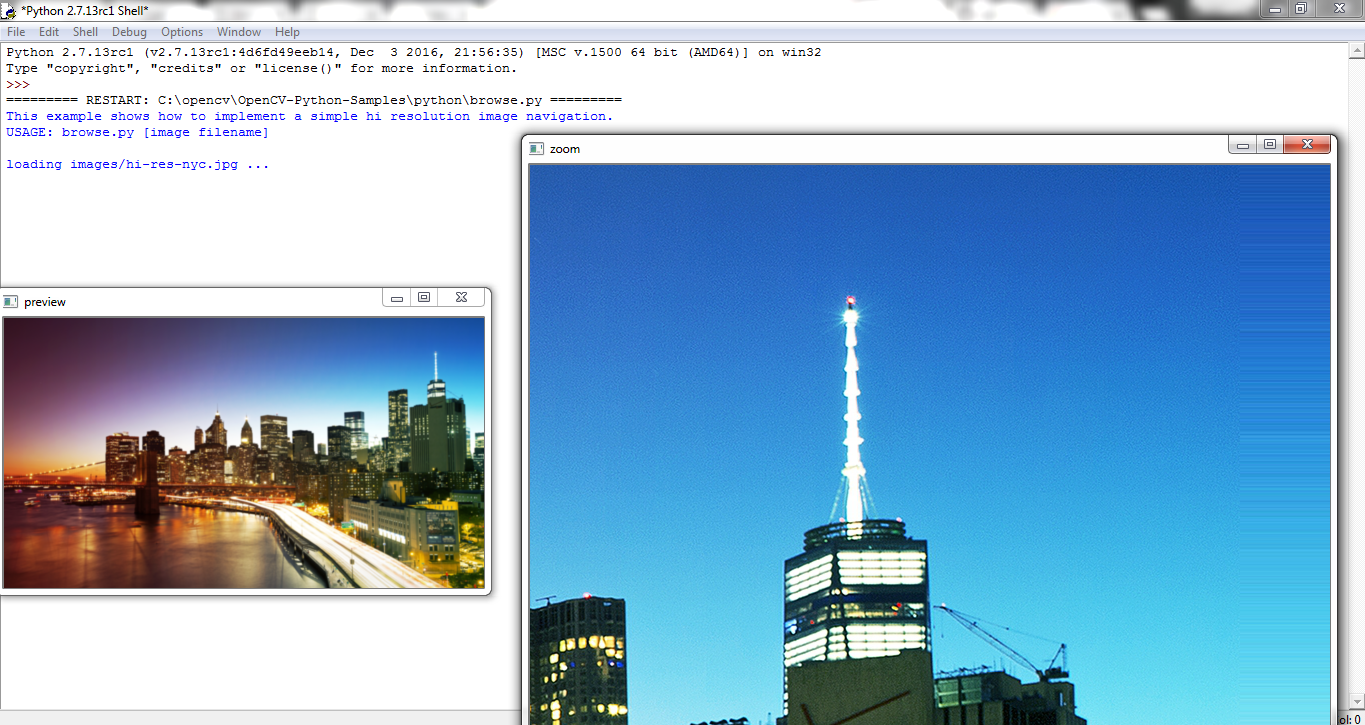 *Python 2.7.13rc1 Shell*
File Edit Shell Debug Options Window Help
Python 2.7.13rc1 (v2.7.13rc1:4d6fd49eeb14, Dec  3 2016, 21:56:35) [MSC v.1500 64 bit (AMD64)] on win32
Type "copyright", "credits" or "license()" for more information.
>>>
========= RESTART: C:\opencv\OpenCV-Python-Samples\python\browse.py =========
This example shows how to implement a simple hi resolution image navigation.
USAGE: browse.py [image filename]
loading images/hi-res-nyc.jpg ...
zoom
preview
ol: 0